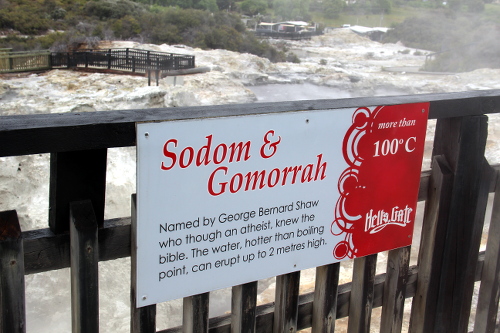 Sodom &
Gomorrah
Named by George Bernard Shaw
who though an atheist, knew the
bible. The water, hotter than boiling
point, can erupt up to 2 metres high.
more than
100°C
Hells Gate